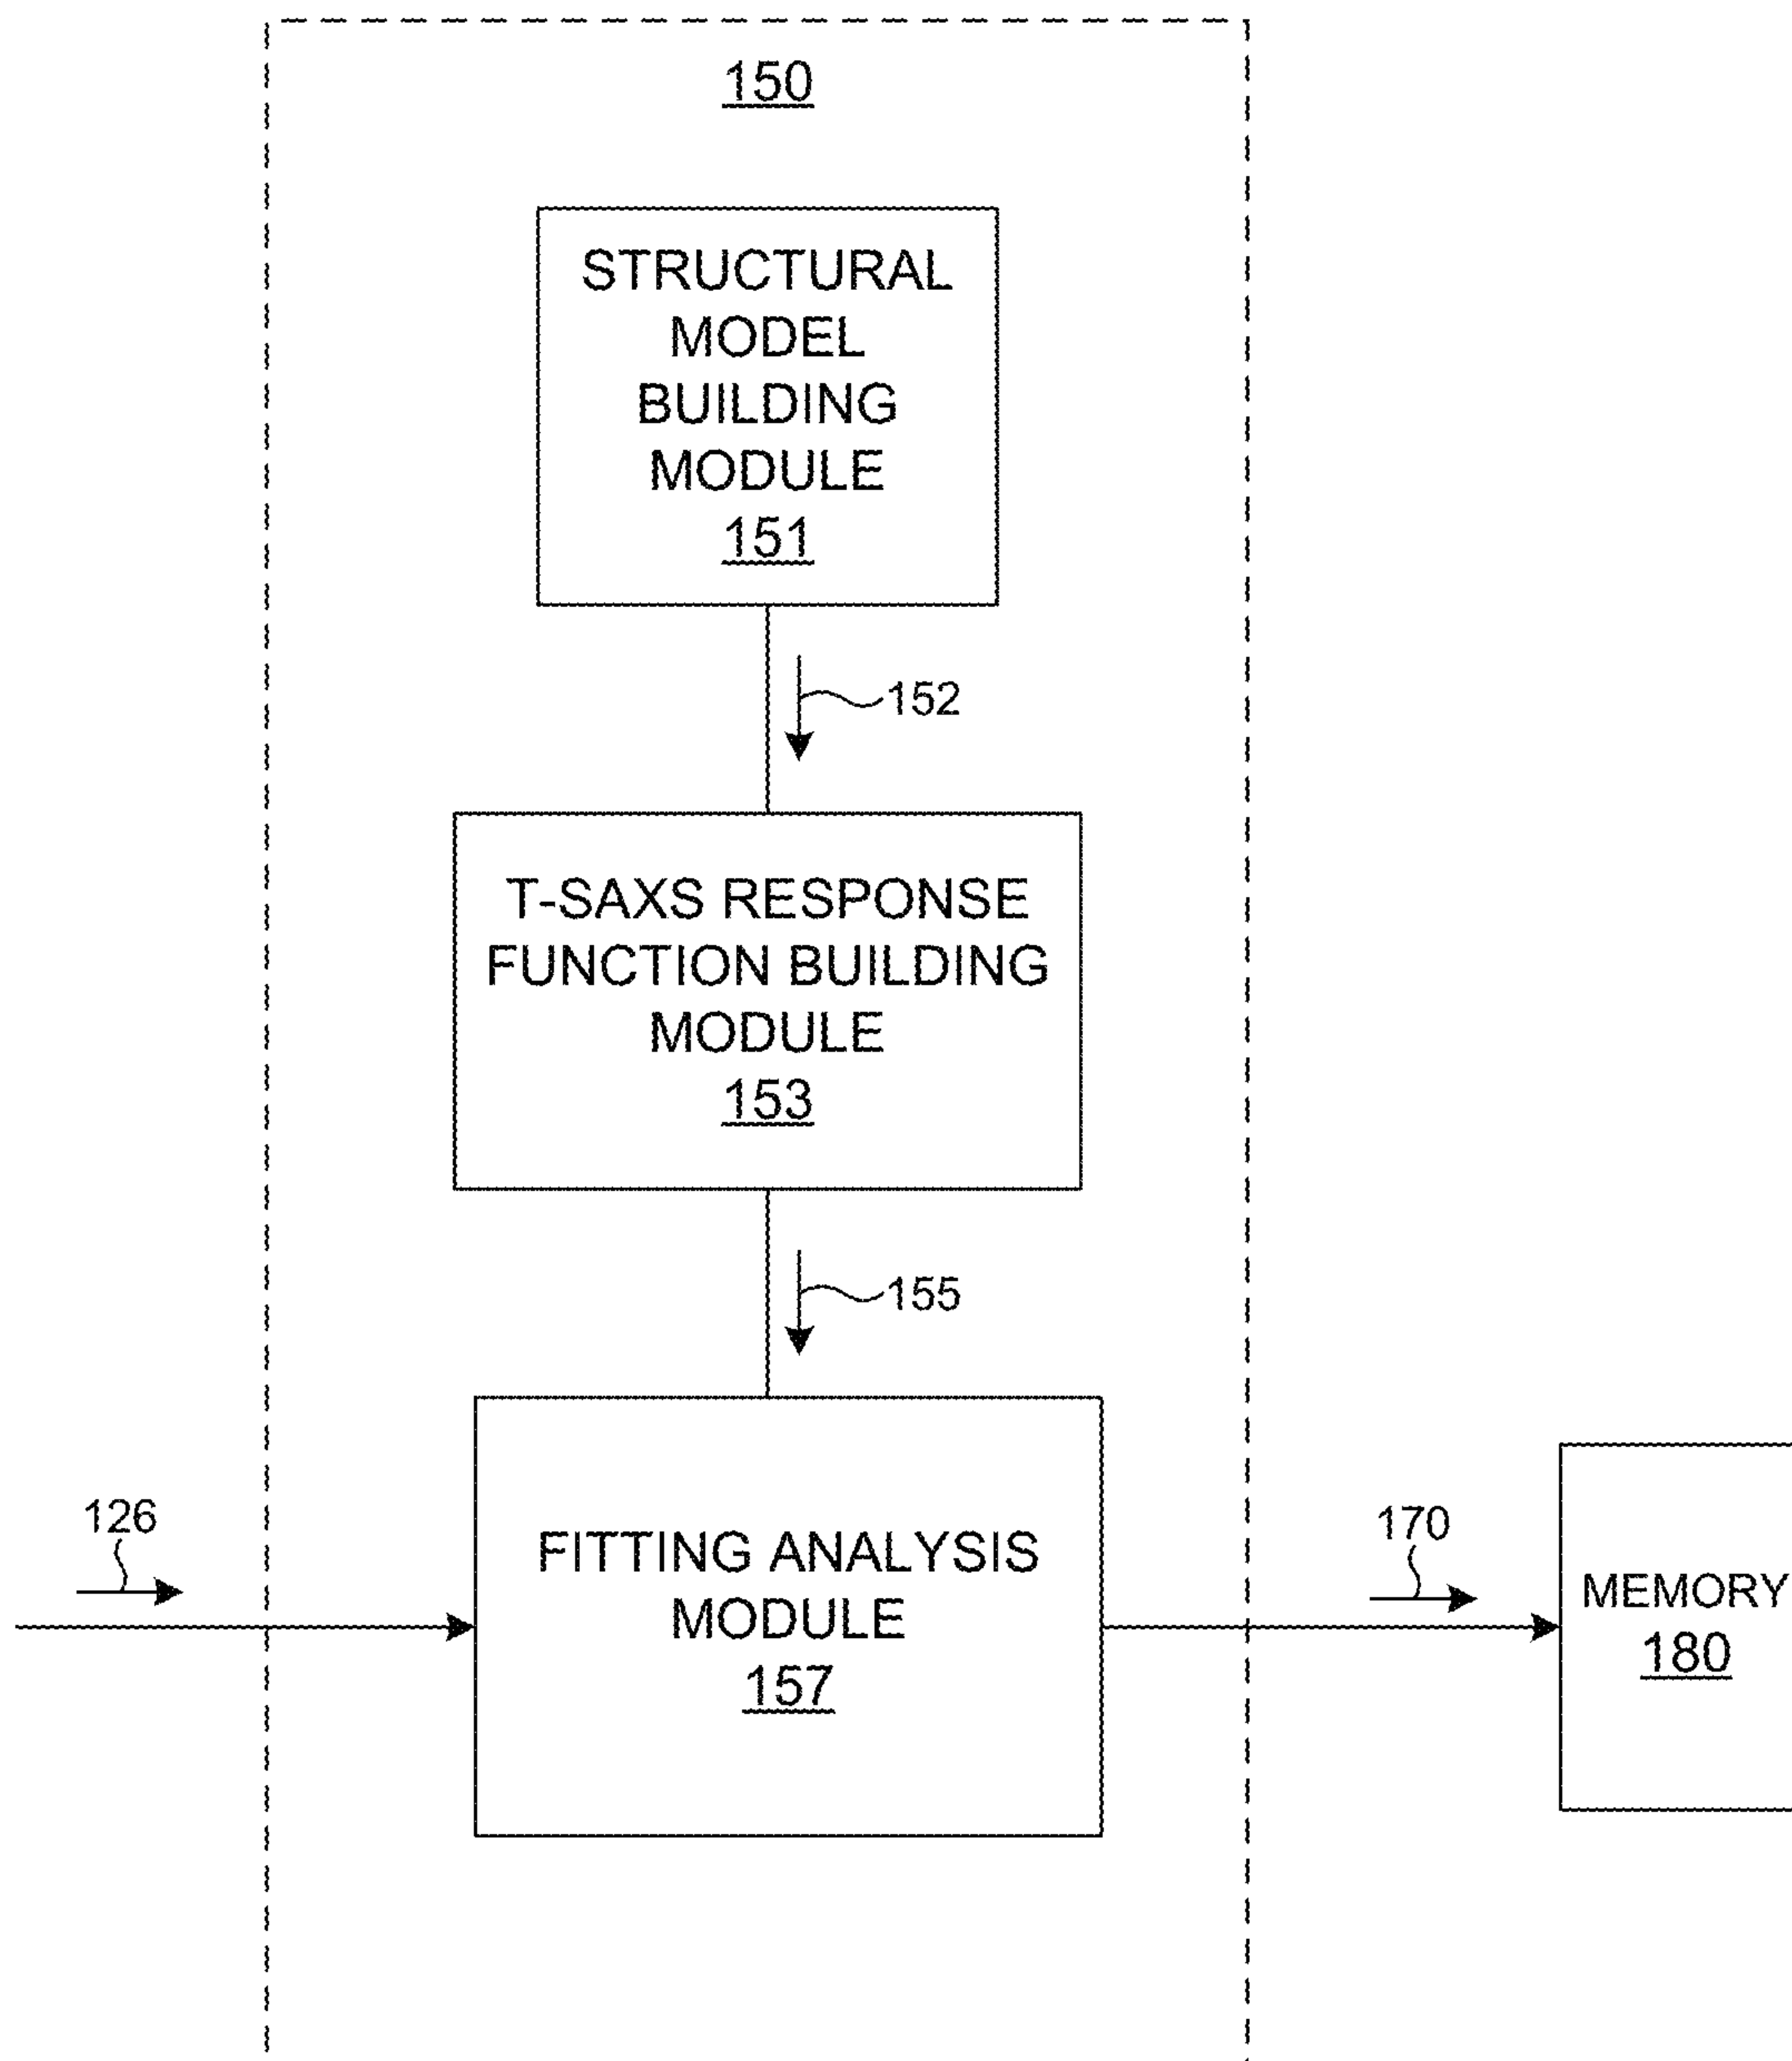 150
STRUCTURAL
MODEL
BUILDING
MODULE
151
152
T-SAXS RESPONSE
FUNCTION BUILDING
MODULE
153
155
126
FITTING ANALYSIS
MODULE
157
170
MEMORY
180